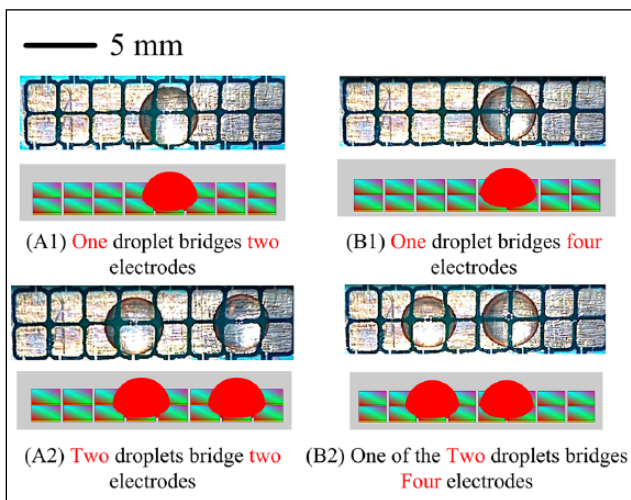 5 mm
(A1) One droplet bridges two
electrodes
(B1) One droplet bridges four
electrodes
(A2) Two droplets bridge two
electrodes
(B2) One of the Two droplets bridges
Four electrodes